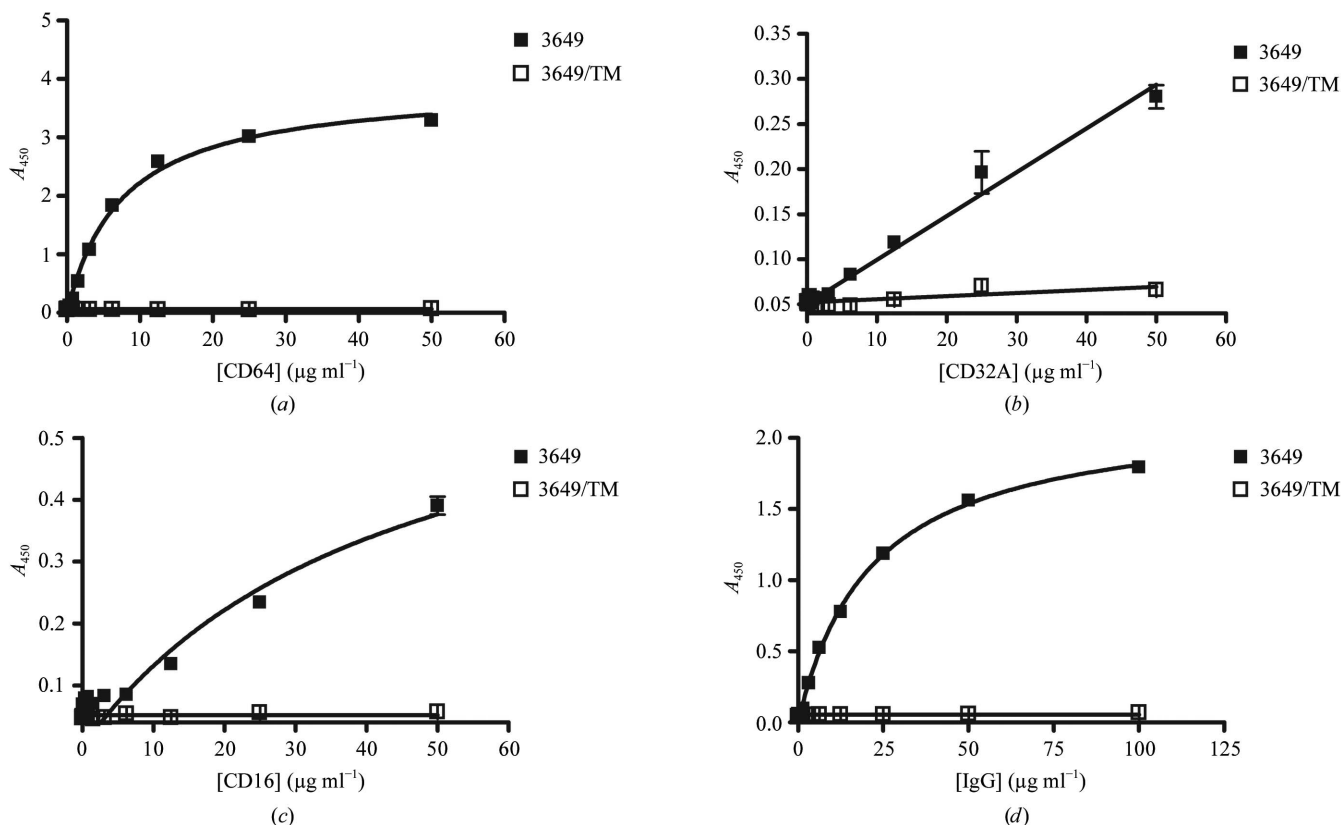 5
4
3
2
1
0
A450
0 10 20 30 40 50 60
[CD64] (µg ml−1)
(a)
3649
3649/TM
0.35
0.30
0.25
0.20
0.15
0.10
0.05
A450
0 10 20 30 40 50 60
[CD32A] (µg ml−1)
(b)
3649
3649/TM
0.5
0.4
0.3
0.2
0.1
A450
0 10 20 30 40 50 60
[CD16] (µg ml−1)
(c)
3649
3649/TM
2.0
1.5
1.0
0.5
0.0
A450
0 25 50 75 100 125
[IgG] (µg ml−1)
(d)
3649
3649/TM